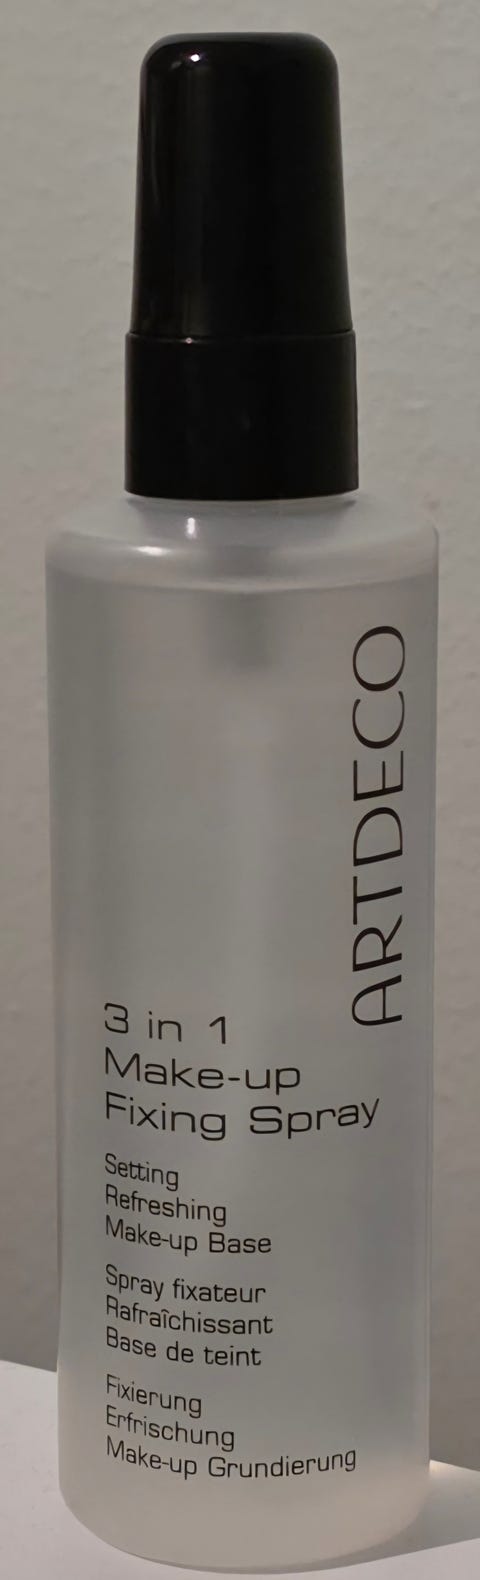 ARTDECO
3 in 1
Make-up
Fixing Spray
Setting
Refreshing
Make-up Base
Spray fixateur
Rafraîchissant
Base de teint
Fixierung
Erfrischung
Make-up Grundierung